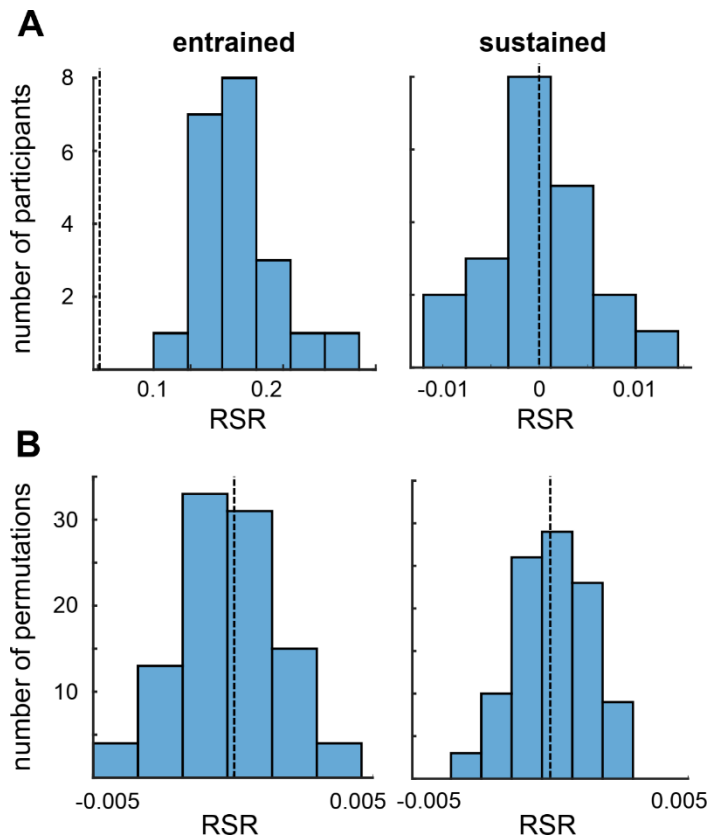 A
entrained
sustained
number of participants
8
6
4
2
0.1
0.2
RSR
-0.01
0
0.01
RSR
B
number of permutations
30
20
10
-0.005
0.005
RSR
-0.005
0.005
RSR